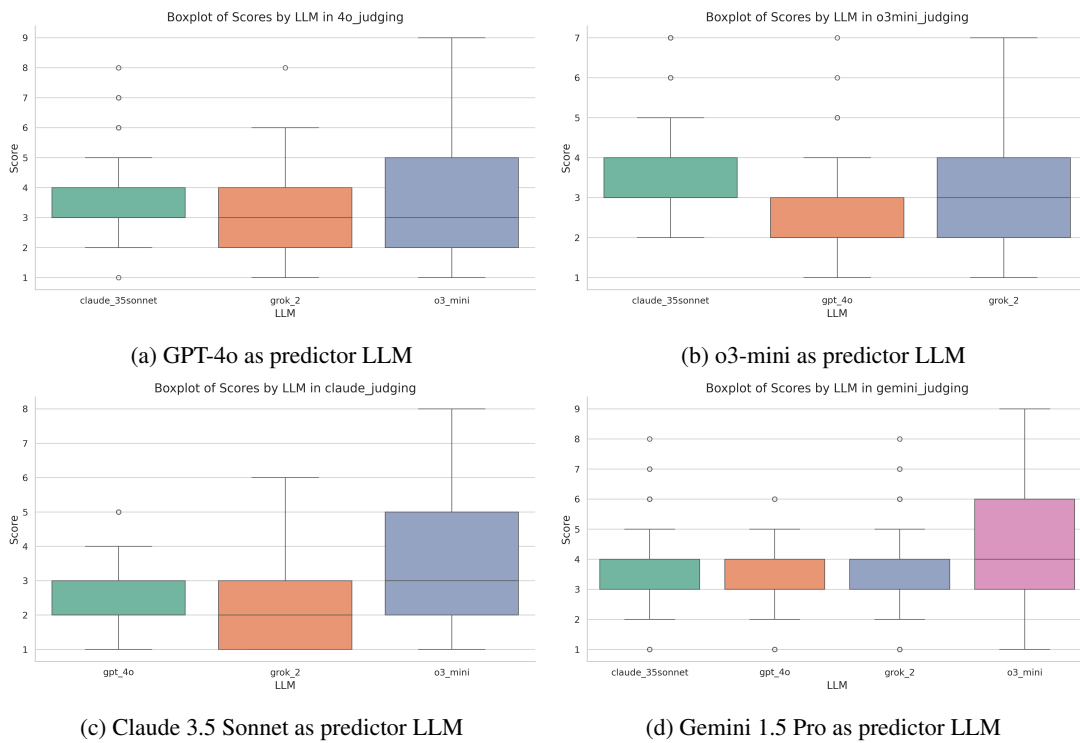 Boxplot of Scores by LLM in 4o_judging
9
8
7
6
5
4
3
2
1
Score
claude_35sonnet grok_2 o3_mini
LLM
(a) GPT-4o as predictor LLM
Boxplot of Scores by LLM in o3mini_judging
7
6
5
4
3
2
1
Score
claude_35sonnet gpt_4o grok_2
LLM
(b) o3-mini as predictor LLM
Boxplot of Scores by LLM in claude_judging
8
7
6
5
4
3
2
1
Score
gpt_4o grok_2 o3_mini
LLM
(c) Claude 3.5 Sonnet as predictor LLM
Boxplot of Scores by LLM in gemini_judging
9
8
7
6
5
4
3
2
1
Score
claude_35sonnet gpt_4o grok_2 o3_mini
LLM
(d) Gemini 1.5 Pro as predictor LLM